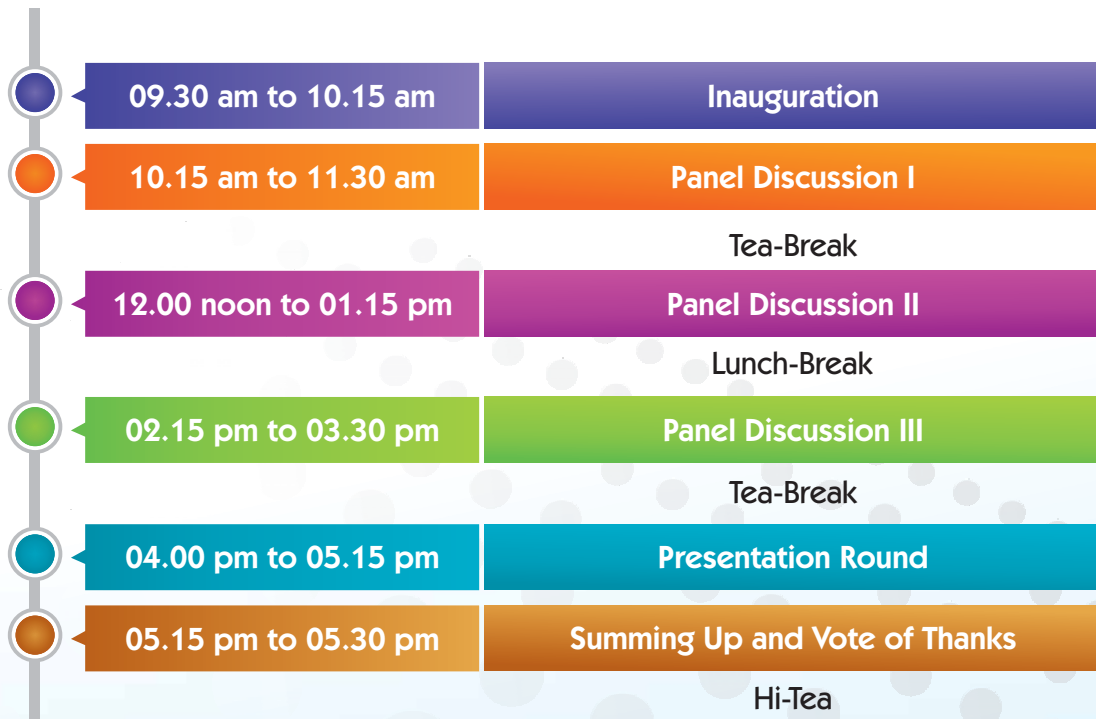 09.30 am to 10.15 am Inauguration
10.15 am to 11.30 am Panel Discussion I
Tea-Break
12.00 noon to 01.15 pm Panel Discussion II
Lunch-Break
02.15 pm to 03.30 pm Panel Discussion III
Tea-Break
04.00 pm to 05.15 pm Presentation Round
05.15 pm to 05.30 pm Summing Up and Vote of Thanks
Hi-Tea